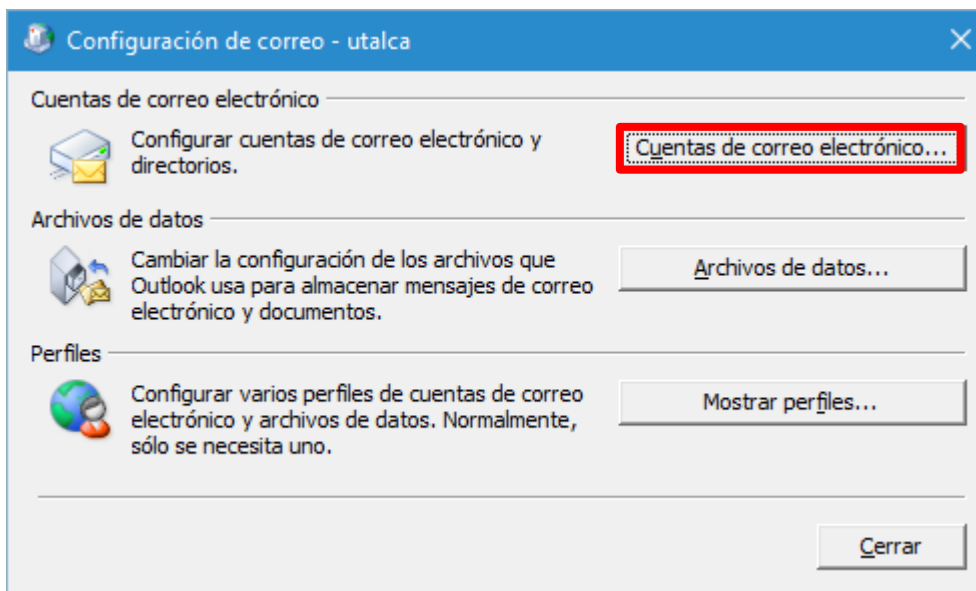 Configuración de correo - utalca
Cuentas de correo electrónico
Configurar cuentas de correo electrónico y
directorios.
Cuentas de correo electrónico...
Archivos de datos
Cambiar la configuración de los archivos que
Outlook usa para almacenar mensajes de correo
electrónico y documentos.
Archivos de datos...
Perfiles
Configurar varios perfiles de cuentas de correo
electrónico y archivos de datos. Normalmente,
sólo se necesita uno.
Mostrar perfiles...
Cerrar